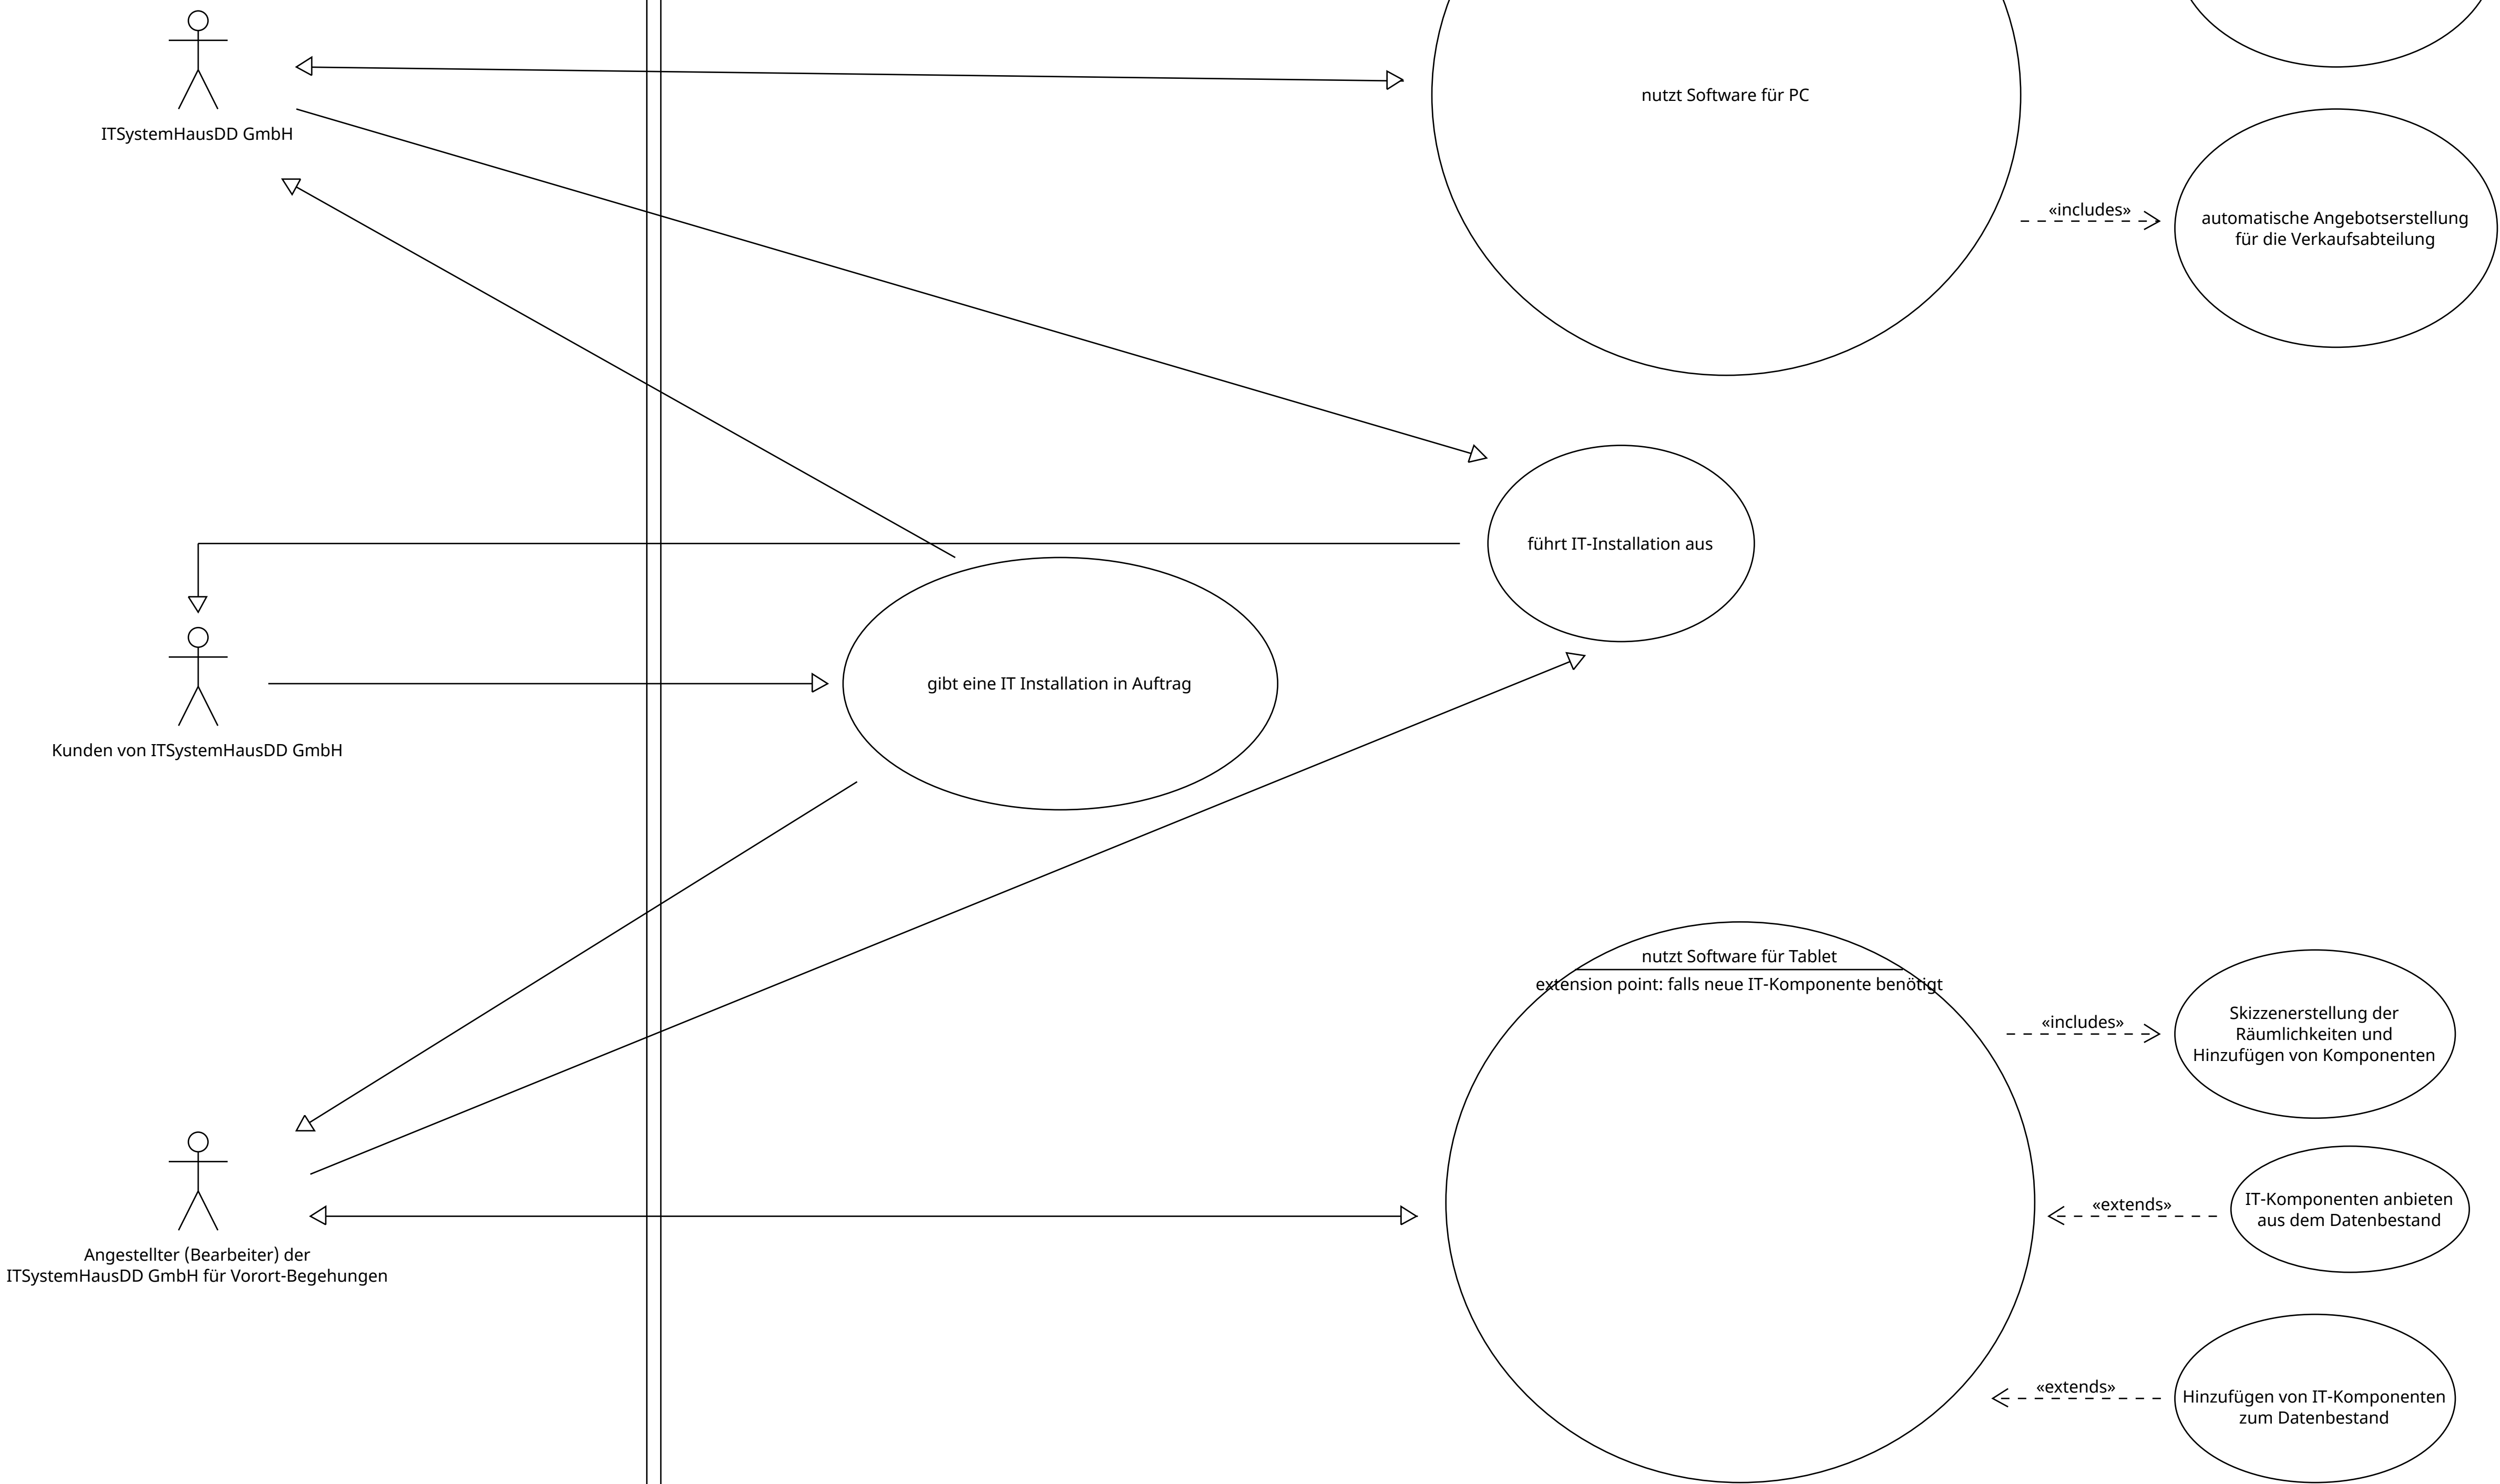 ITSystemHausDD GmbH
nutzt Software für PC
«includes»
automatische Angebotserstellung
für die Verkaufsabteilung
führt IT-Installation aus
Kunden von ITSystemHausDD GmbH
gibt eine IT Installation in Auftrag
nutzt Software für Tablet
extension point: falls neue IT-Komponente benötigt
«includes»
Skizzenerstellung der
Räumlichkeiten und
Hinzufügen von Komponenten
Angestellter (Bearbeiter) der
ITSystemHausDD GmbH für Vorort-Begehungen
«extends»
IT-Komponenten anbieten
aus dem Datenbestand
«extends»
Hinzufügen von IT-Komponenten
zum Datenbestand